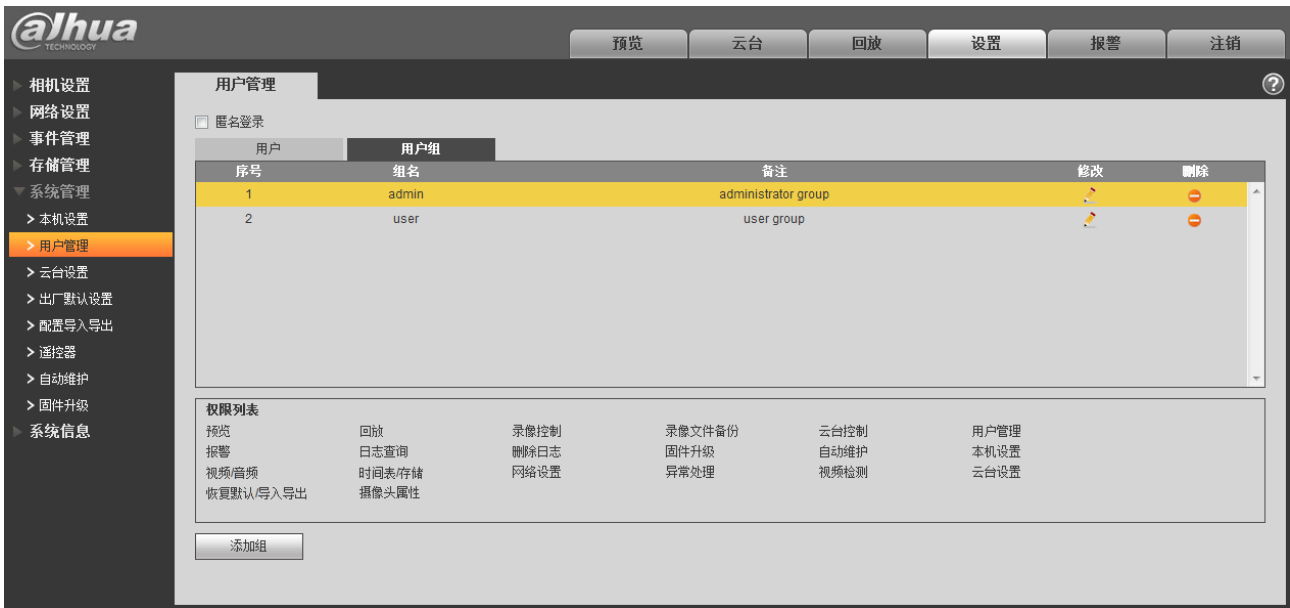 alhua
TECHNOLOGY
预览 云台 回放 设置 报警 注销
相机设置
网络设置
事件管理
存储管理
系统管理
> 本机设置
> 用户管理
> 云台设置
> 出厂默认设置
> 配置导入导出
> 遥控器
> 自动维护
> 固件升级
系统信息
用户管理
?
匿名登录
用户 用户组
序号 组名 备注 修改 删除
1 admin administrator group
2 user user group
权限列表
预览 回放 录像控制 录像文件备份 云台控制 用户管理
报警 日志查询 删除日志 固件升级 自动维护 本机设置
视频/音频 时间表/存储 网络设置 异常处理 视频检测 云台设置
恢复默认/导入导出 摄像头属性
添加组